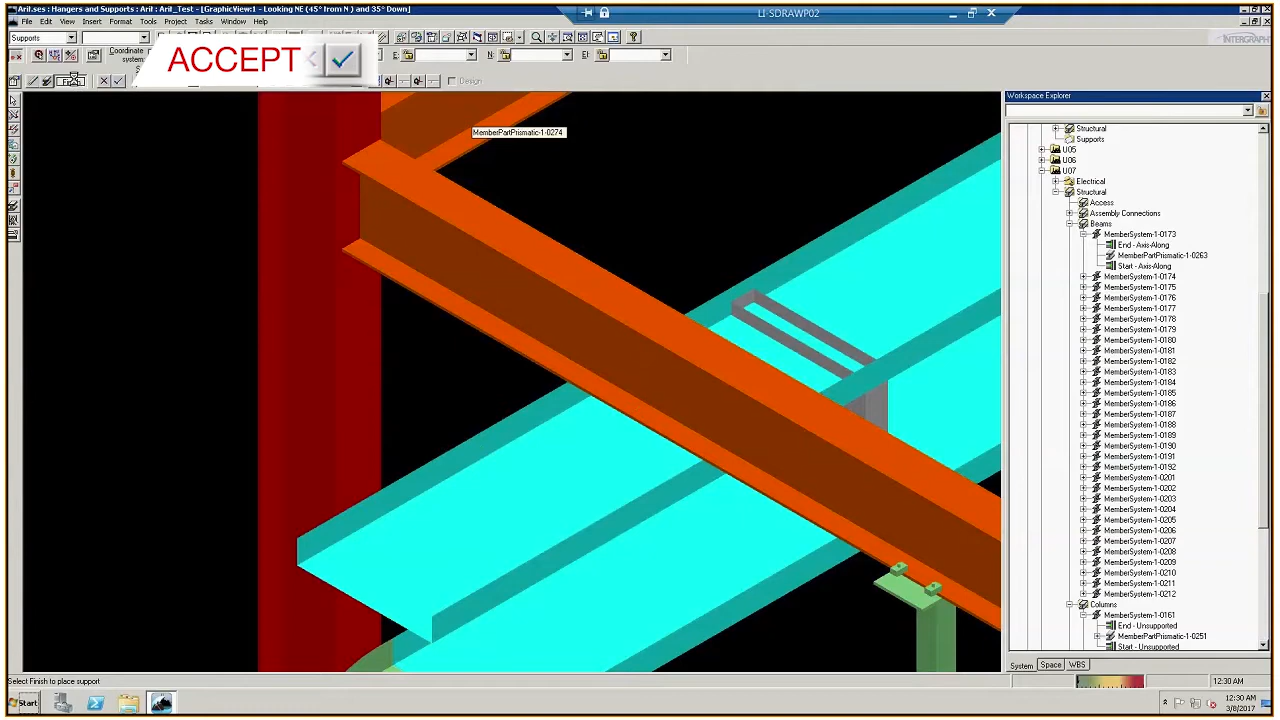 Aril.ses : Hangers and Supports : Aril : Aril_Test - [GraphicView:1 - Looking NE (45° from N ) and 35° Down]
LI-SDRAWP02
File Edit View Insert Format Tools Project Tasks Window Help
Supports
INTERGRAPH
Coordinate system:
ACCEPT
E:
N:
El:
Design
MemberPartPrismatic-1-0274
Workspace Explorer
Structural
Supports
U05
U06
U07
Electrical
Structural
Access
Assembly Connections
Beams
MemberSystem-1-0173
End - Axis-Along
MemberPartPrismatic-1-0263
Start - Axis-Along
MemberSystem-1-0174
MemberSystem-1-0175
MemberSystem-1-0176
MemberSystem-1-0177
MemberSystem-1-0178
MemberSystem-1-0179
MemberSystem-1-0180
MemberSystem-1-0181
MemberSystem-1-0182
MemberSystem-1-0183
MemberSystem-1-0184
MemberSystem-1-0185
MemberSystem-1-0186
MemberSystem-1-0187
MemberSystem-1-0188
MemberSystem-1-0189
MemberSystem-1-0190
MemberSystem-1-0191
MemberSystem-1-0192
MemberSystem-1-0201
MemberSystem-1-0202
MemberSystem-1-0203
MemberSystem-1-0204
MemberSystem-1-0205
MemberSystem-1-0206
MemberSystem-1-0207
MemberSystem-1-0208
MemberSystem-1-0209
MemberSystem-1-0210
MemberSystem-1-0211
MemberSystem-1-0212
Columns
MemberSystem-1-0161
End - Unsupported
MemberPartPrismatic-1-0251
Start - Unsupported
System Space WBS
Select Finish to place support
12:30 AM
Start
12:30 AM
3/8/2017